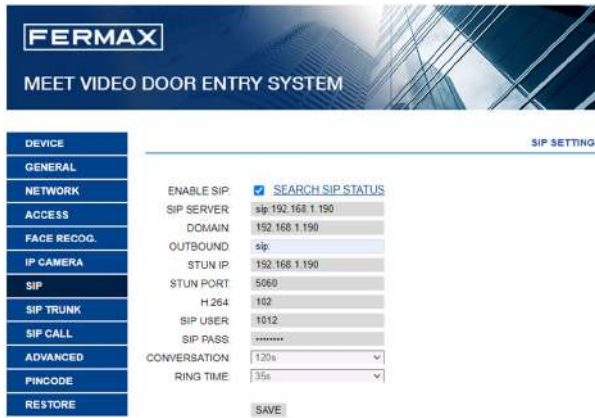 FERMAX
MEET VIDEO DOOR ENTRY SYSTEM
DEVICE
GENERAL
NETWORK
ACCESS
FACE RECOG.
IP CAMERA
SIP
SIP TRUNK
SIP CALL
ADVANCED
PINCODE
RESTORE
SIP SETTING
ENABLE SIP: SEARCH SIP STATUS
SIP SERVER: sip:192.168.1.190
DOMAIN: 192.168.1.190
OUTBOUND: sip:
STUN IP: 192.168.1.190
STUN PORT: 5060
H.264: 102
SIP USER: 1012
SIP PASS: ••••••••
CONVERSATION: 120s
RING TIME: 35s
SAVE